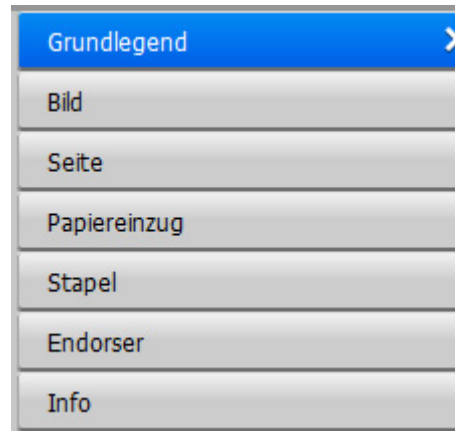 Grundlegend
Bild
Seite
Papiereinzug
Stapel
Endorser
Info